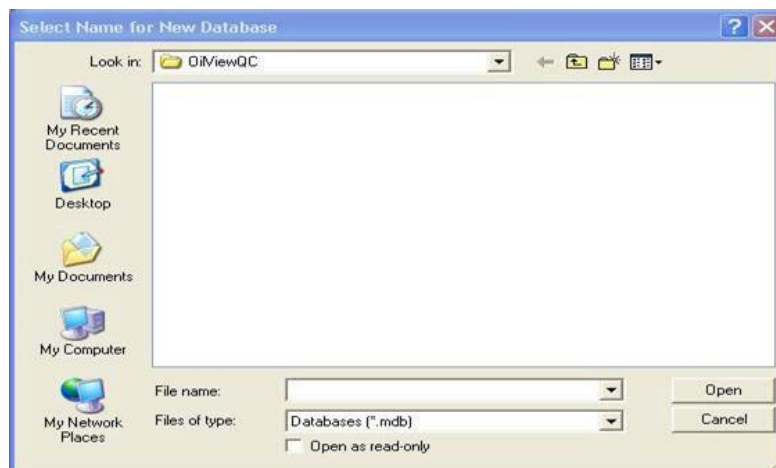 Select Name for New Database
Look in: OilViewQC
My Recent
Documents
Desktop
My Documents
My Computer
My Network
Places
File name:
Open
Files of type: Databases (*.mdb)
Cancel
Open as read-only